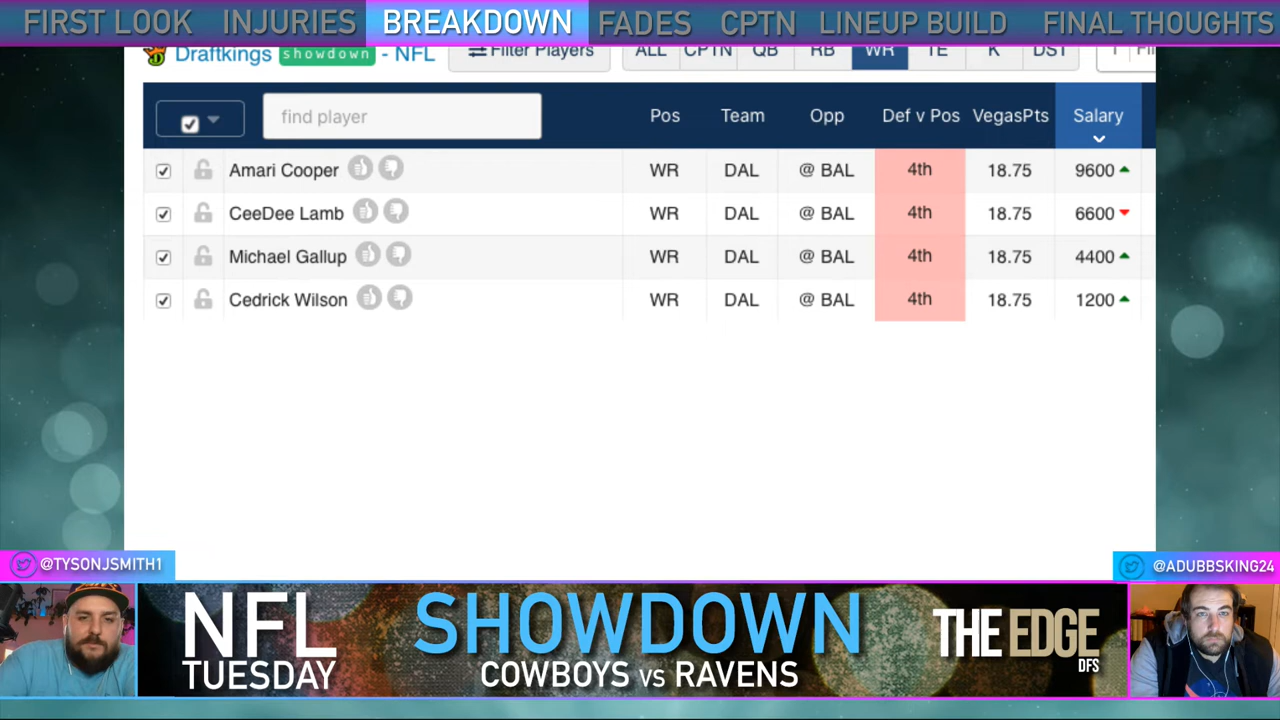 FIRST LOOK INJURIES BREAKDOWN FADES CPTN LINEUP BUILD FINAL THOUGHTS
Draftkings showdown - NFL Filter Players ALL CPTN QB RB WR TE K DST
find player Pos Team Opp Def v Pos VegasPts Salary
Amari Cooper WR DAL @ BAL 4th 18.75 9600
CeeDee Lamb WR DAL @ BAL 4th 18.75 6600
Michael Gallup WR DAL @ BAL 4th 18.75 4400
Cedrick Wilson WR DAL @ BAL 4th 18.75 1200
@TYSONJSMITH1 @ADUBBSKING24
NFL SHOWDOWN THE EDGE
TUESDAY COWBOYS VS RAVENS DFS